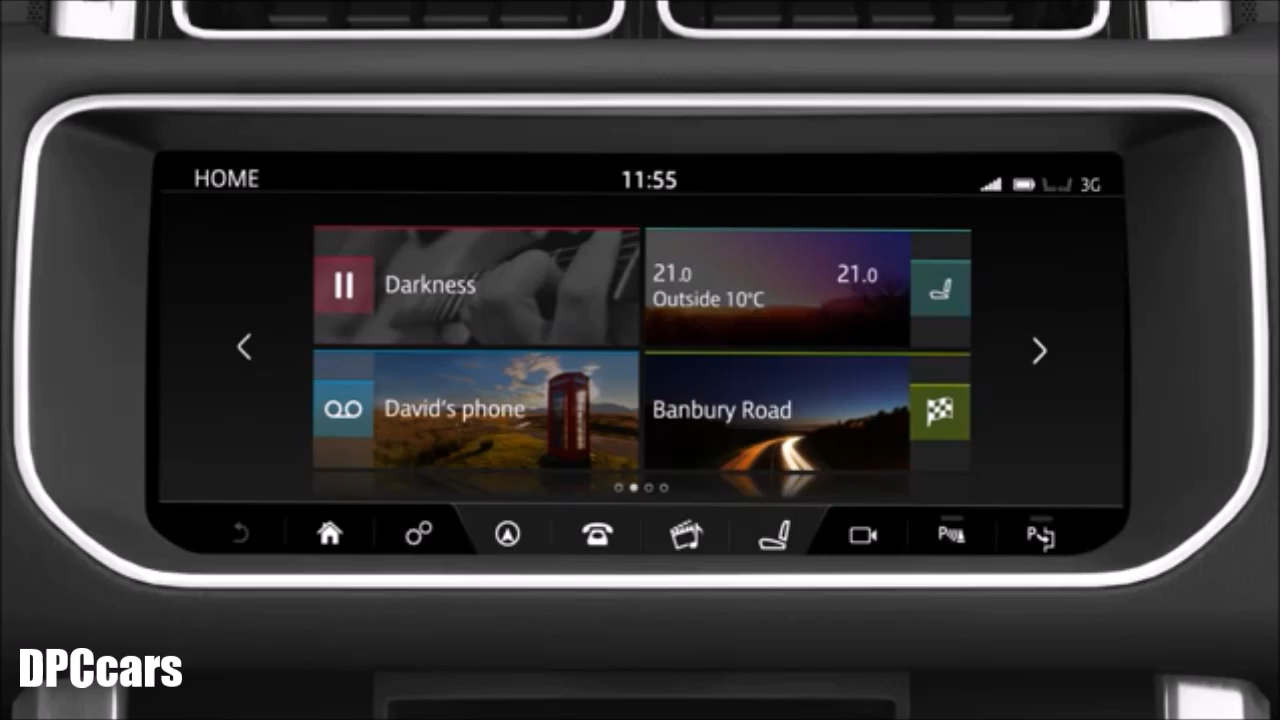 HOME
11:55
3G
Darkness
21.0
21.0
Outside 10°C
David's phone
Banbury Road
DPCcars